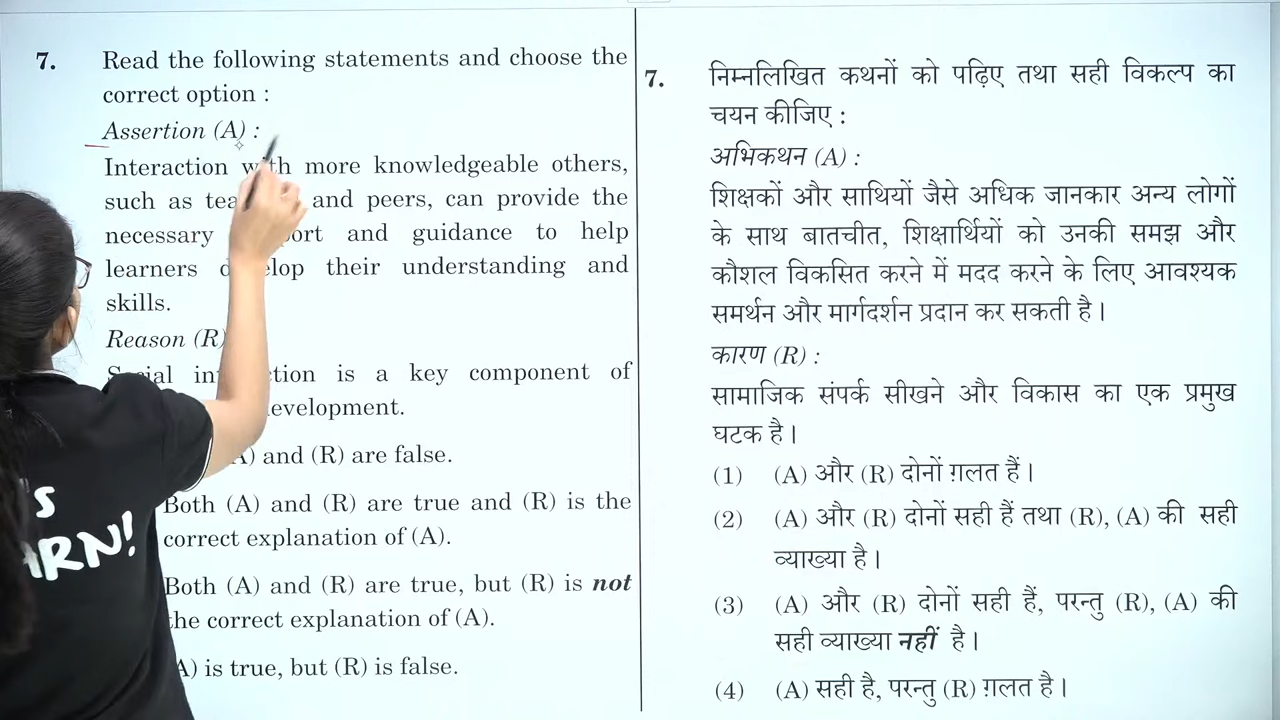 7. Read the following statements and choose the
correct option :
Assertion (A) :
Interaction with more knowledgeable others,
such as and peers, can provide the
necessary and guidance to help
learners their understanding and
skills.
Reason (R)
is a key component of
and (R) are false.
Both (A) and (R) are true and (R) is the
correct explanation of (A).
Both (A) and (R) are true, but (R) is not
the correct explanation of (A).
(A) is true, but (R) is false.
7. निम्नलिखित कथनों को पढ़िए तथा सही विकल्प का
चयन कीजिए :
अभिकथन (A) :
शिक्षकों और साथियों जैसे अधिक जानकार अन्य लोगों
के साथ बातचीत, शिक्षार्थियों को उनकी समझ और
कौशल विकसित करने में मदद करने के लिए आवश्यक
समर्थन और मार्गदर्शन प्रदान कर सकती है।
कारण (R) :
सामाजिक संपर्क सीखने और विकास का एक प्रमुख
घटक है।
(1) (A) और (R) दोनों ग़लत हैं।
(2) (A) और (R) दोनों सही हैं तथा (R), (A) की सही
व्याख्या है।
(3) (A) और (R) दोनों सही हैं, परन्तु (R), (A) की
सही व्याख्या नहीं है।
(4) (A) सही है, परन्तु (R) ग़लत है।